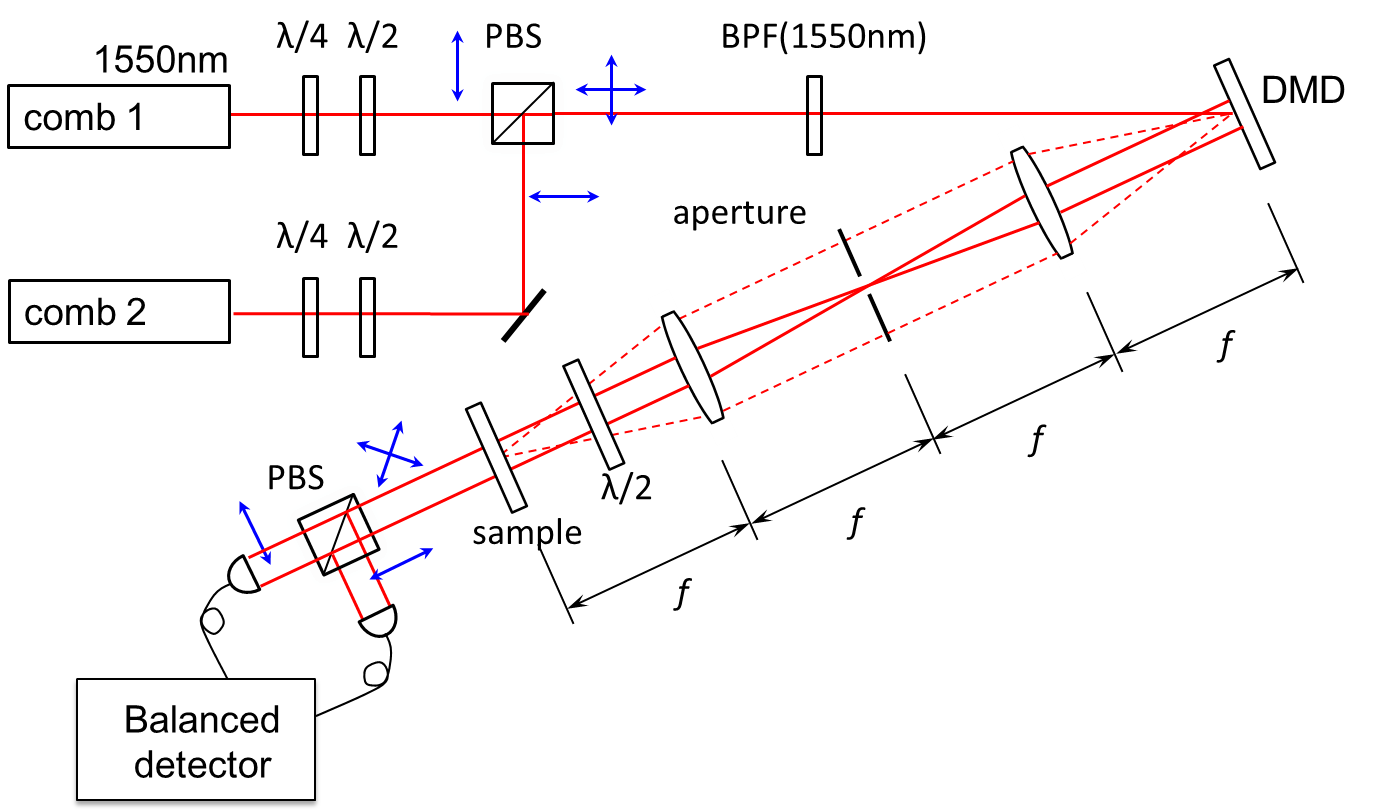 λ/4 λ/2
PBS
BPF(1550nm)
1550nm
comb 1
DMD
aperture
λ/4 λ/2
comb 2
f
f
f
f
λ/2
sample
PBS
Balanced
detector